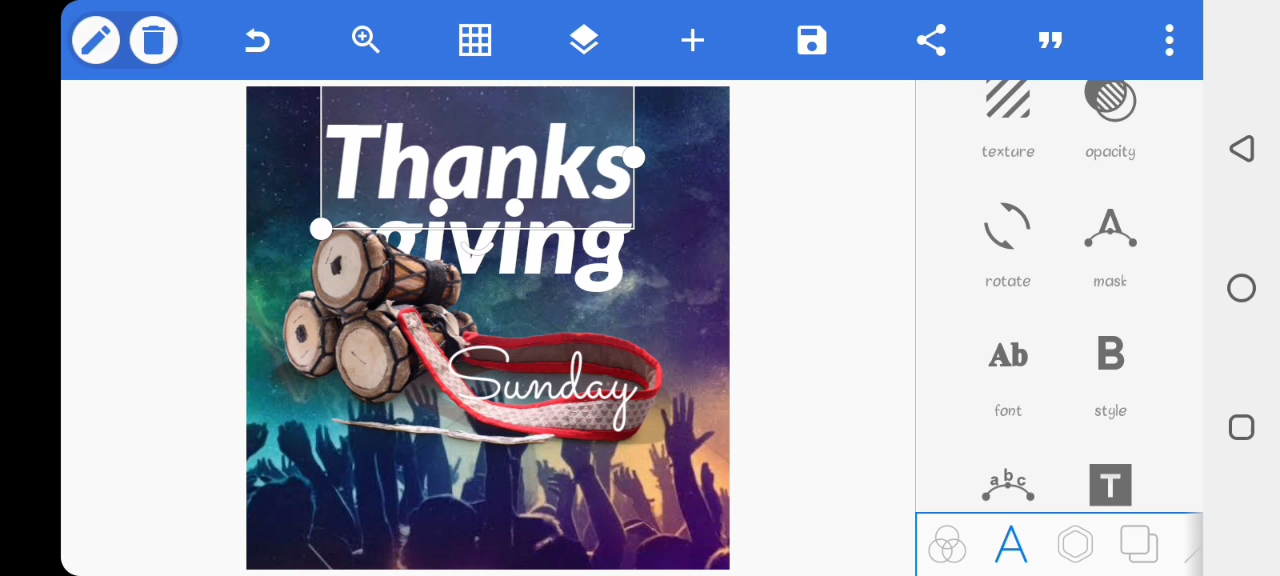 Thanks
giving
Sunday
texture opacity
rotate mask
Ab B
font style
abc T
A